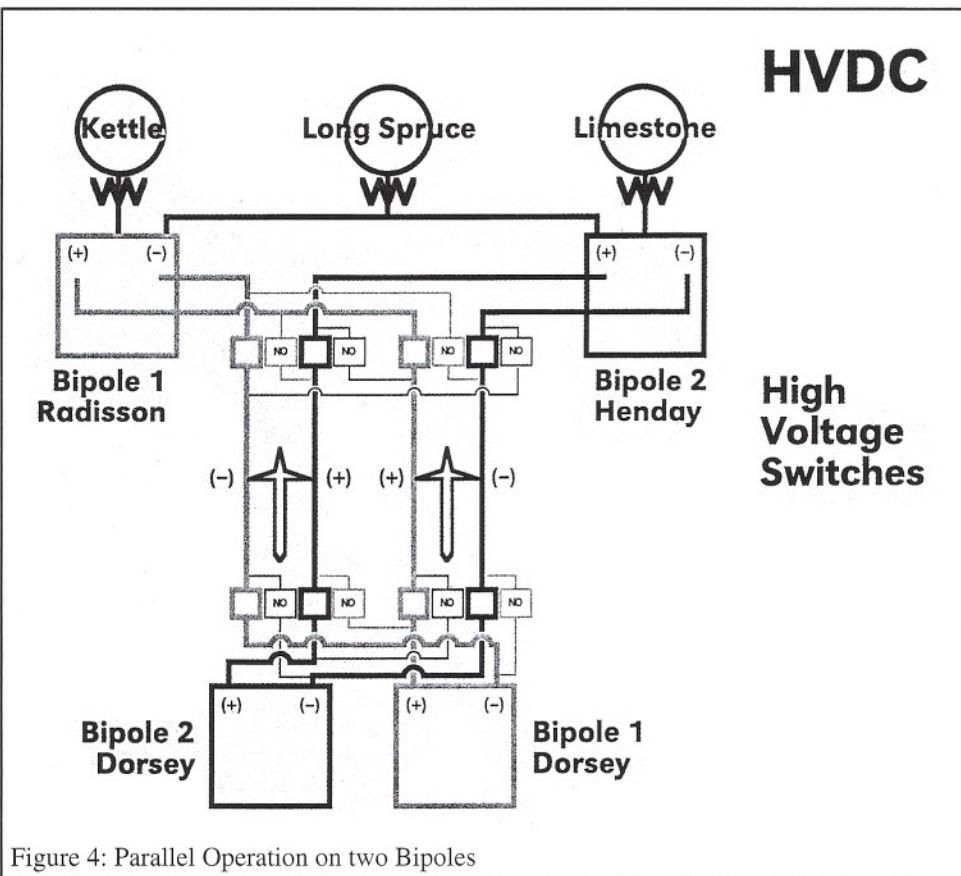 HVDC
Kettle
Long Spruce
Limestone
(+)
(-)
(+)
(-)
NO
NO
NO
NO
Bipole 1
Radisson
Bipole 2
Henday
High
Voltage
Switches
(-)
(+)
(+)
(-)
NO
NO
NO
NO
(+)
(-)
(+)
(-)
Bipole 2
Dorsey
Bipole 1
Dorsey
Figure 4: Parallel Operation on two Bipoles